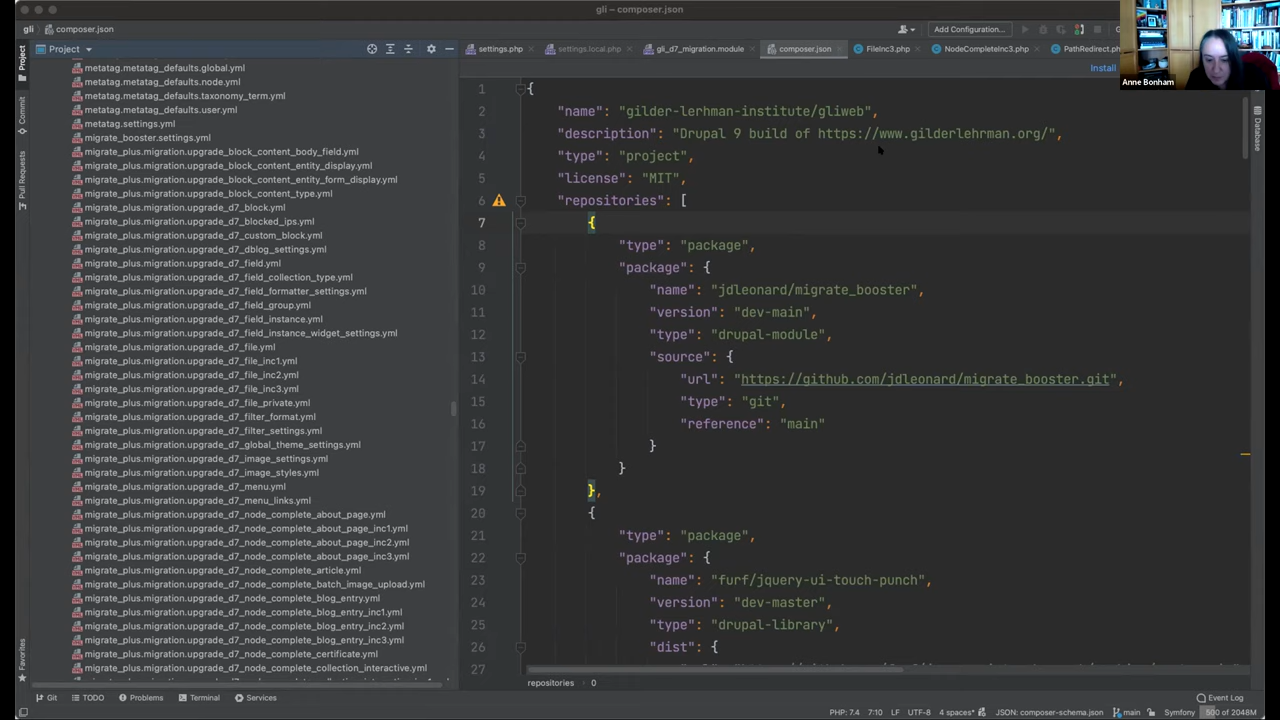 gli – composer.json
gli
composer.json
Add Configuration...
Project
settings.php
settings.local.php
gli_d7_migration.module
composer.json
FileInc3.php
NodeCompleteInc3.php
PathRedirect.
Anne Bonham
Install
Project
Commit
Pull Requests
Favorites
Database
metatag.metatag_defaults.global.yml
metatag.metatag_defaults.node.yml
metatag.metatag_defaults.taxonomy_term.yml
metatag.metatag_defaults.user.yml
metatag.settings.yml
migrate_booster.settings.yml
migrate_plus.migration.upgrade_block_content_body_field.yml
migrate_plus.migration.upgrade_block_content_entity_display.yml
migrate_plus.migration.upgrade_block_content_entity_form_display.yml
migrate_plus.migration.upgrade_block_content_type.yml
migrate_plus.migration.upgrade_d7_block.yml
migrate_plus.migration.upgrade_d7_blocked_ips.yml
migrate_plus.migration.upgrade_d7_custom_block.yml
migrate_plus.migration.upgrade_d7_dblog_settings.yml
migrate_plus.migration.upgrade_d7_field.yml
migrate_plus.migration.upgrade_d7_field_collection_type.yml
migrate_plus.migration.upgrade_d7_field_formatter_settings.yml
migrate_plus.migration.upgrade_d7_field_group.yml
migrate_plus.migration.upgrade_d7_field_instance.yml
migrate_plus.migration.upgrade_d7_field_instance_widget_settings.yml
migrate_plus.migration.upgrade_d7_file.yml
migrate_plus.migration.upgrade_d7_file_inc1.yml
migrate_plus.migration.upgrade_d7_file_inc2.yml
migrate_plus.migration.upgrade_d7_file_inc3.yml
migrate_plus.migration.upgrade_d7_file_private.yml
migrate_plus.migration.upgrade_d7_filter_format.yml
migrate_plus.migration.upgrade_d7_filter_settings.yml
migrate_plus.migration.upgrade_d7_global_theme_settings.yml
migrate_plus.migration.upgrade_d7_image_settings.yml
migrate_plus.migration.upgrade_d7_image_styles.yml
migrate_plus.migration.upgrade_d7_menu.yml
migrate_plus.migration.upgrade_d7_menu_links.yml
migrate_plus.migration.upgrade_d7_node_complete_about_page.yml
migrate_plus.migration.upgrade_d7_node_complete_about_page_inc1.yml
migrate_plus.migration.upgrade_d7_node_complete_about_page_inc2.yml
migrate_plus.migration.upgrade_d7_node_complete_about_page_inc3.yml
migrate_plus.migration.upgrade_d7_node_complete_article.yml
migrate_plus.migration.upgrade_d7_node_complete_batch_image_upload.yml
migrate_plus.migration.upgrade_d7_node_complete_blog_entry.yml
migrate_plus.migration.upgrade_d7_node_complete_blog_entry_inc1.yml
migrate_plus.migration.upgrade_d7_node_complete_blog_entry_inc2.yml
migrate_plus.migration.upgrade_d7_node_complete_blog_entry_inc3.yml
migrate_plus.migration.upgrade_d7_node_complete_certificate.yml
migrate_plus.migration.upgrade_d7_node_complete_collection_interactive.yml
1 {
2 "name": "gilder-lerhman-institute/gliweb",
3 "description": "Drupal 9 build of https://www.gilderlehrman.org/",
4 "type": "project",
5 "license": "MIT",
6 "repositories": [
7 {
8 "type": "package",
9 "package": {
10 "name": "jdleonard/migrate_booster",
11 "version": "dev-main",
12 "type": "drupal-module",
13 "source": {
14 "url": "https://github.com/jdleonard/migrate_booster.git",
15 "type": "git",
16 "reference": "main"
17 }
18 }
19 },
20 {
21 "type": "package",
22 "package": {
23 "name": "furf/jquery-ui-touch-punch",
24 "version": "dev-master",
25 "type": "drupal-library",
26 "dist": {
27
repositories 0
Git TODO Problems Terminal Services Event Log
PHP: 7.4 7:10 LF UTF-8 4 spaces* JSON: composer-schema.json main Symfony 500 of 2048M